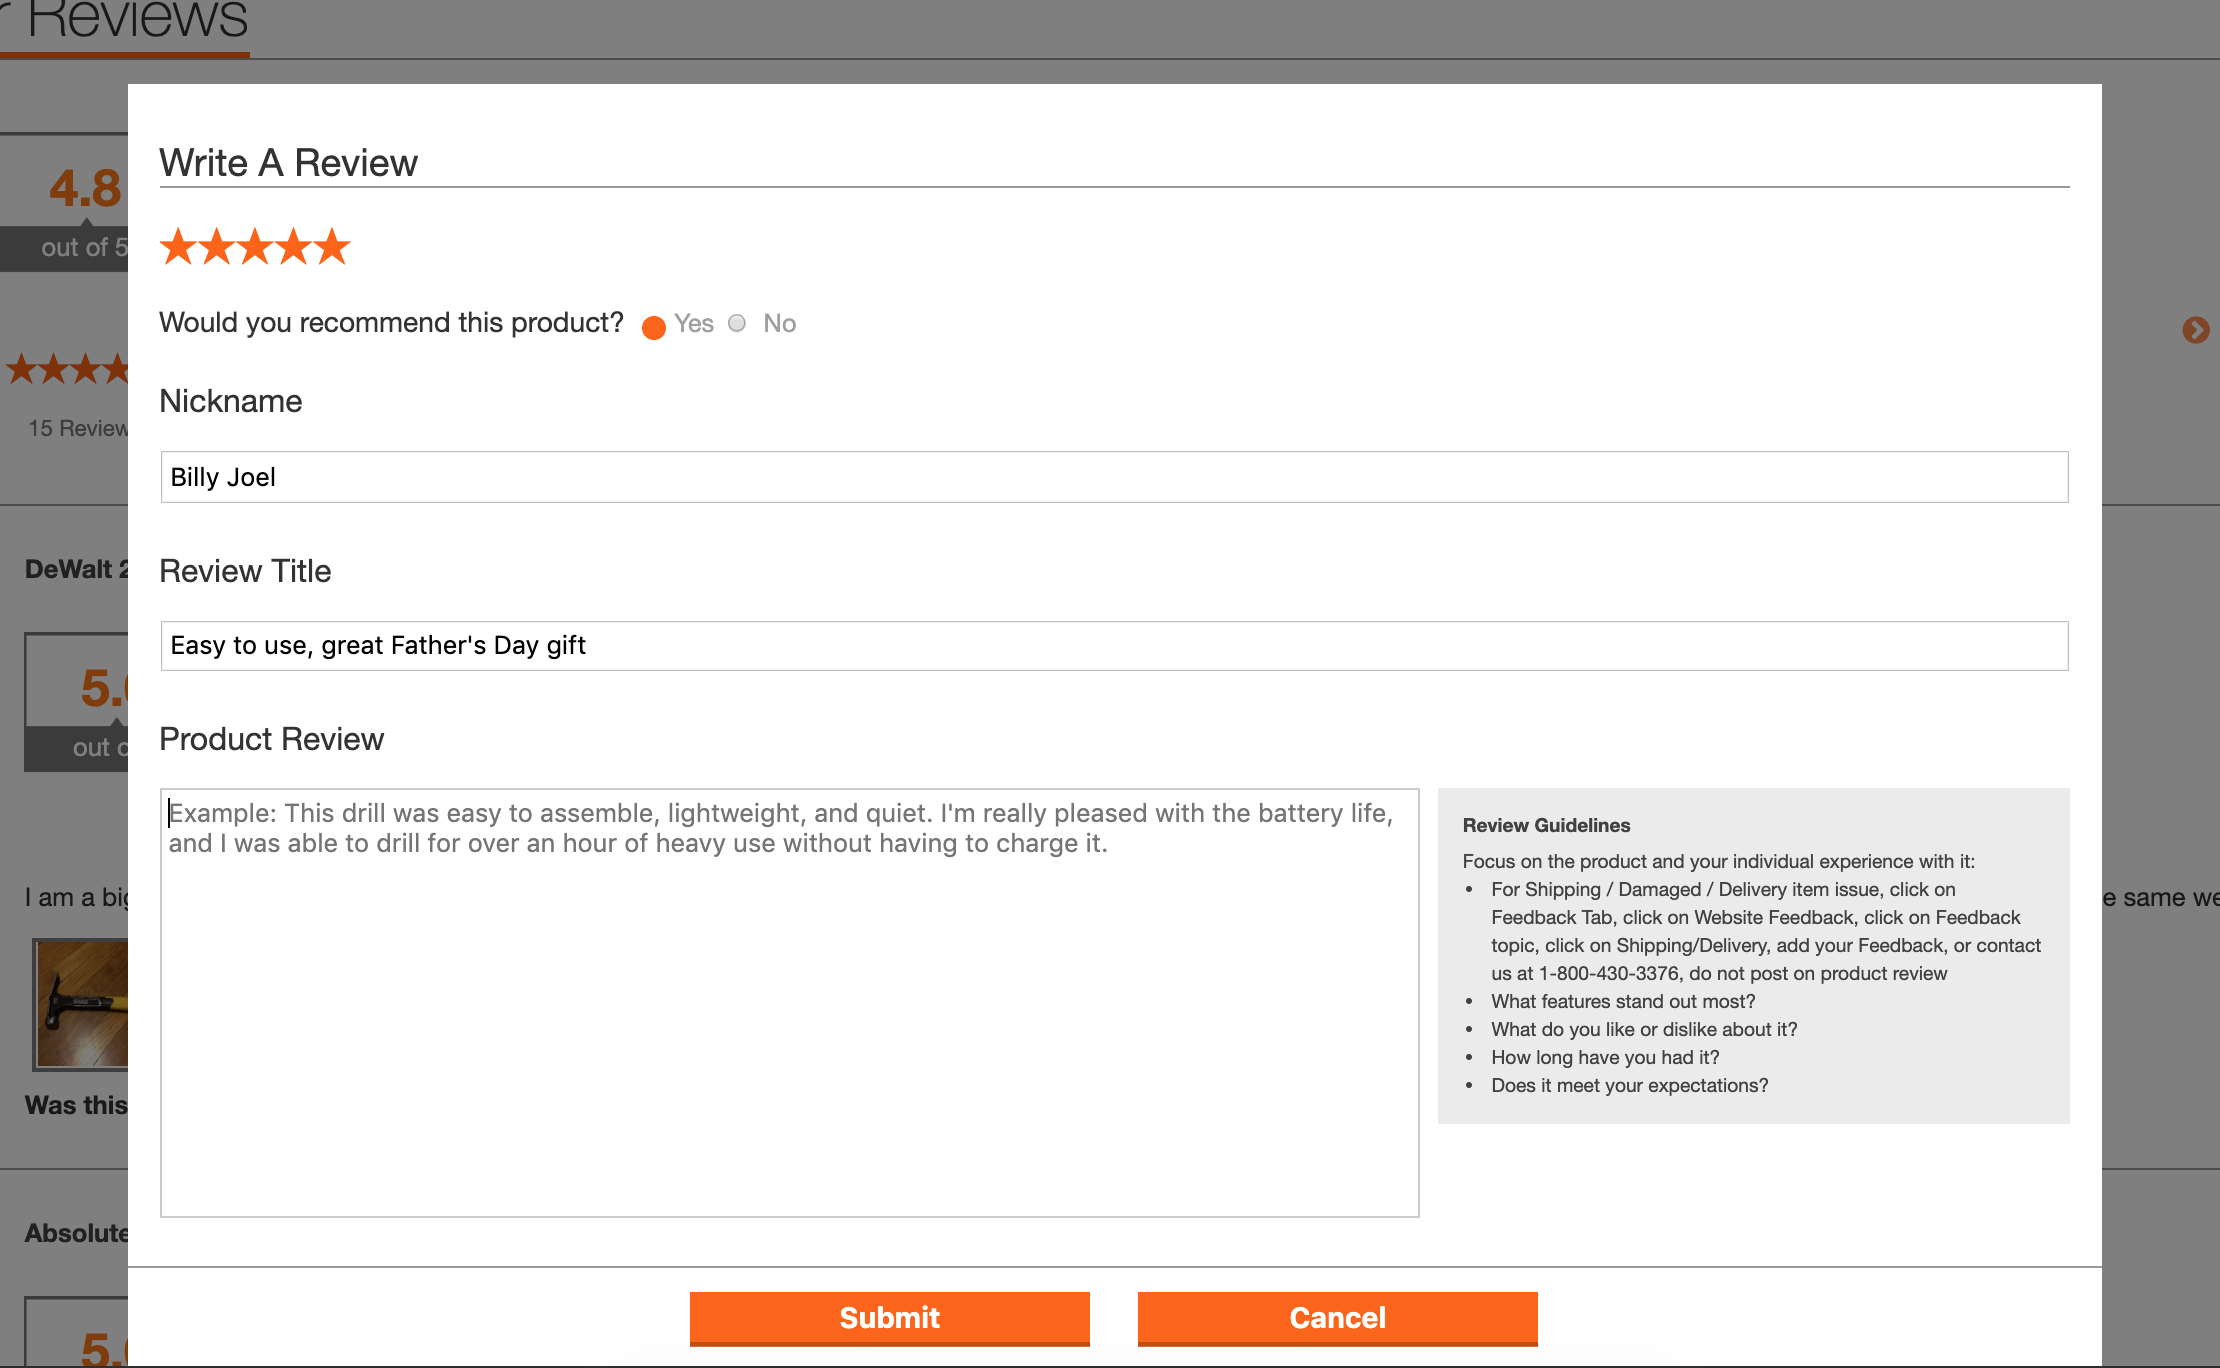 Reviews
Write A Review
4.8
out of 5
Would you recommend this product? Yes No
15 Review
Nickname
Billy Joel
DeWalt 2
Review Title
Easy to use, great Father's Day gift
5.
out
Product Review
Example: This drill was easy to assemble, lightweight, and quiet. I'm really pleased with the battery life,
and I was able to drill for over an hour of heavy use without having to charge it.
Review Guidelines
Focus on the product and your individual experience with it:
• For Shipping / Damaged / Delivery item issue, click on
Feedback Tab, click on Website Feedback, click on Feedback
topic, click on Shipping/Delivery, add your Feedback, or contact
us at 1-800-430-3376, do not post on product review
• What features stand out most?
• What do you like or dislike about it?
• How long have you had it?
• Does it meet your expectations?
I am a big
e same we
Was this
Absolute
5.
Submit
Cancel